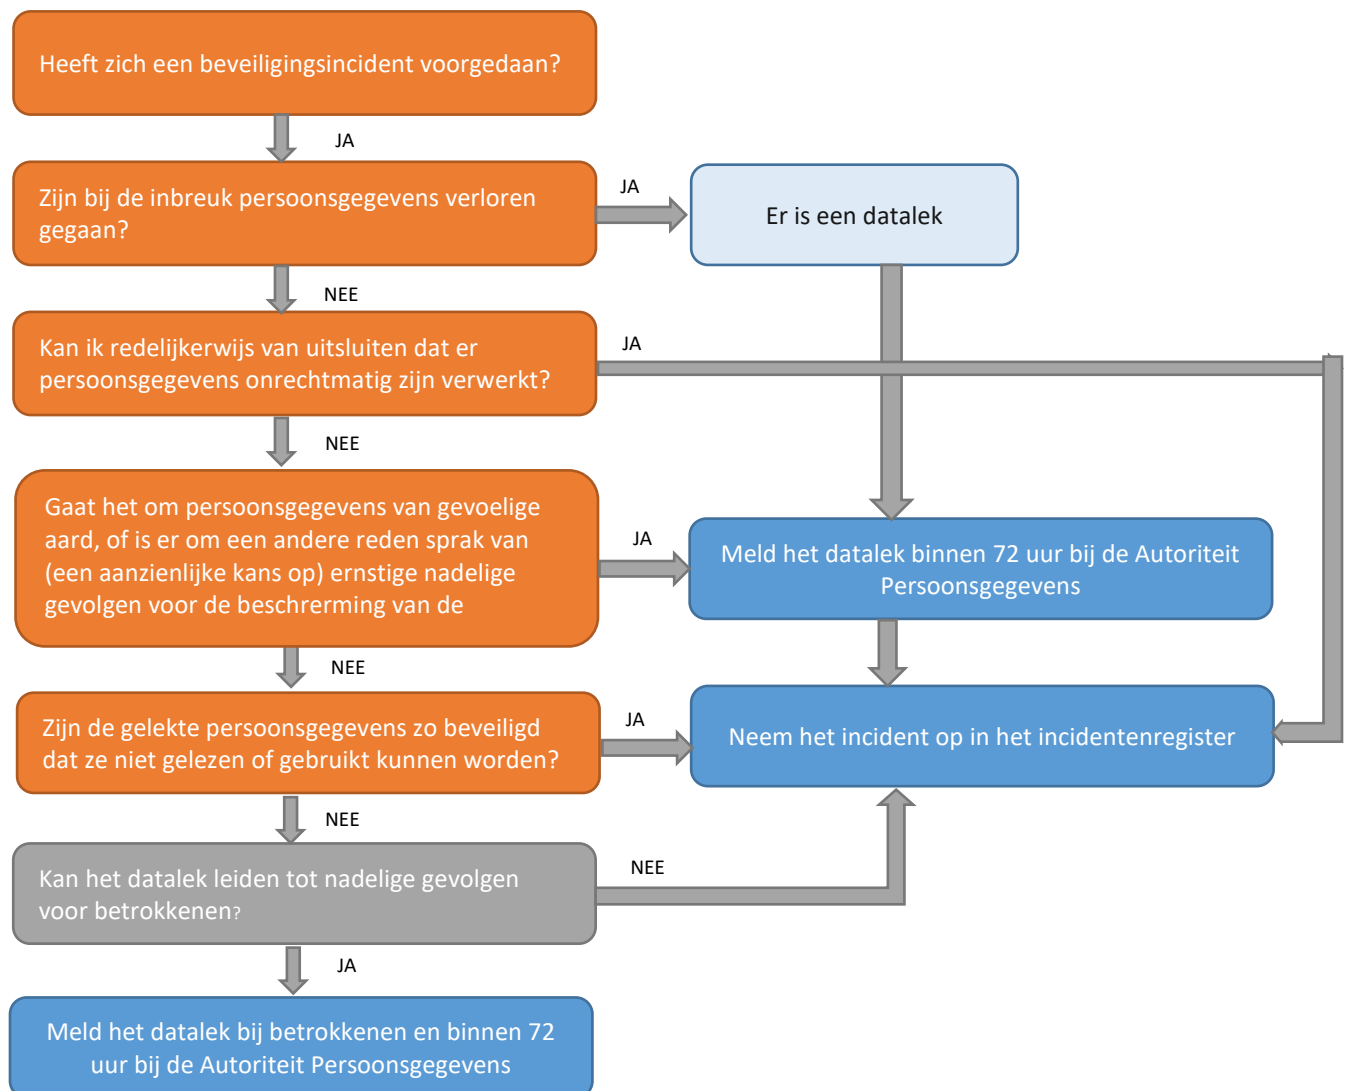 Heeft zich een beveiligingsincident voorgedaan?
JA
Zijn bij de inbreuk persoonsgegevens verloren
gegaan?
JA
Er is een datalek
NEE
Kan ik redelijkerwijs van uitsluiten dat er
persoonsgegevens onrechtmatig zijn verwerkt?
JA
NEE
Gaat het om persoonsgegevens van gevoelige
aard, of is er om een andere reden sprak van
(een aanzienlijke kans op) ernstige nadelige
gevolgen voor de beschrerming van de
JA
Meld het datalek binnen 72 uur bij de Autoriteit
Persoonsgegevens
NEE
Zijn de gelekte persoonsgegevens zo beveiligd
dat ze niet gelezen of gebruikt kunnen worden?
JA
Neem het incident op in het incidentenregister
NEE
Kan het datalek leiden tot nadelige gevolgen
voor betrokkenen?
NEE
JA
Meld het datalek bij betrokkenen en binnen 72
uur bij de Autoriteit Persoonsgegevens